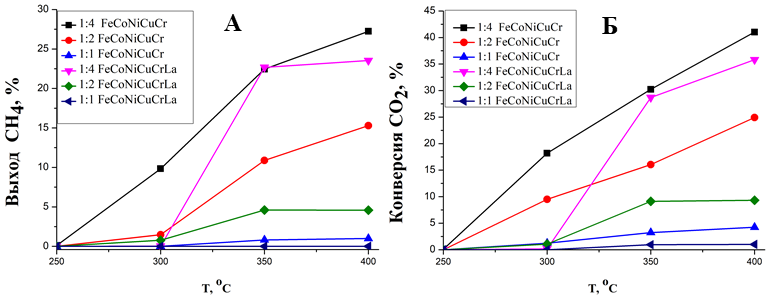 А
1:4 FeCoNiCuCr
1:2 FeCoNiCuCr
1:1 FeCoNiCuCr
1:4 FeCoNiCuCrLa
1:2 FeCoNiCuCrLa
1:1 FeCoNiCuCrLa
Выход CH4, %
30
25
20
15
10
5
0
250 300 350 400
T, °C
Б
1:4 FeCoNiCuCr
1:2 FeCoNiCuCr
1:1 FeCoNiCuCr
1:4 FeCoNiCuCrLa
1:2 FeCoNiCuCrLa
1:1 FeCoNiCuCrLa
Конверсия CO2, %
45
40
35
30
25
20
15
10
5
0
250 300 350 400
T, °C